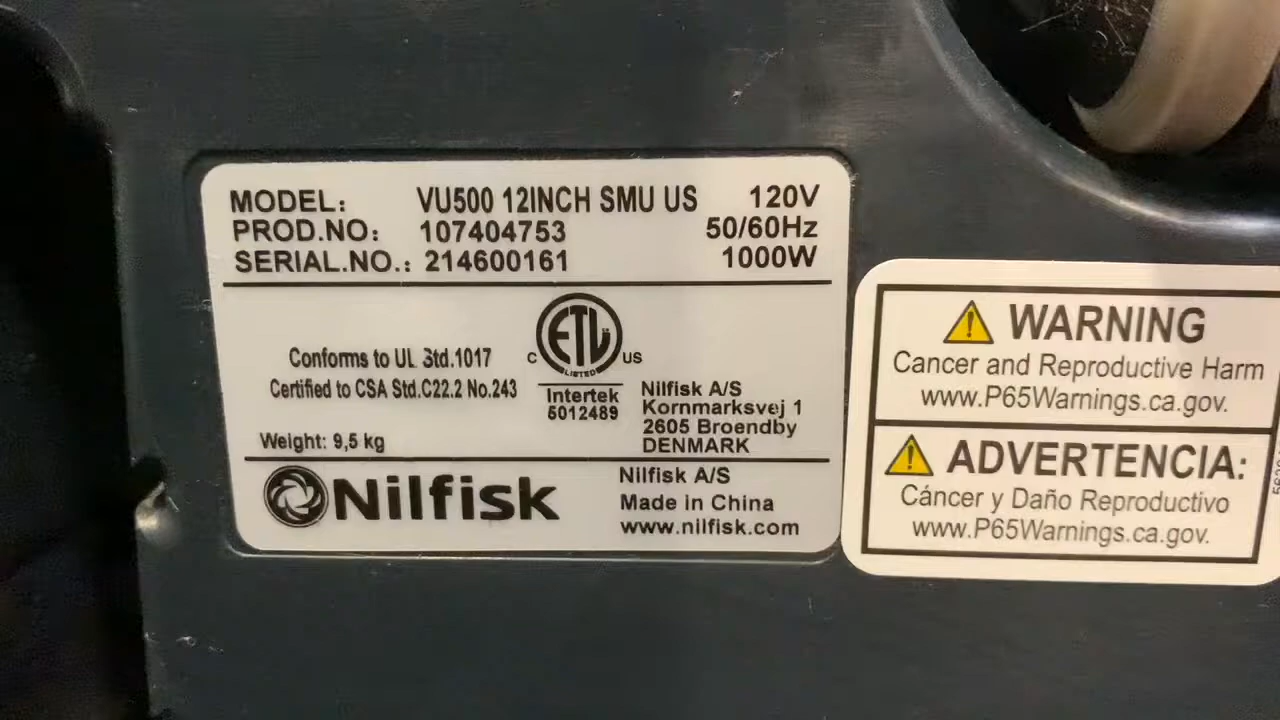 MODEL: VU500 12INCH SMU US 120V
PROD.NO: 107404753 50/60Hz
SERIAL.NO.: 214600161 1000W
ETL
C US
LISTED
Conforms to UL Std.1017
Certified to CSA Std.C22.2 No.243
Intertek
5012489
Nilfisk A/S
Kornmarksvej 1
2605 Broendby
DENMARK
Weight: 9,5 kg
Nilfisk
Nilfisk A/S
Made in China
www.nilfisk.com
WARNING
Cancer and Reproductive Harm
www.P65Warnings.ca.gov.
ADVERTENCIA:
Cáncer y Daño Reproductivo
www.P65Warnings.ca.gov.